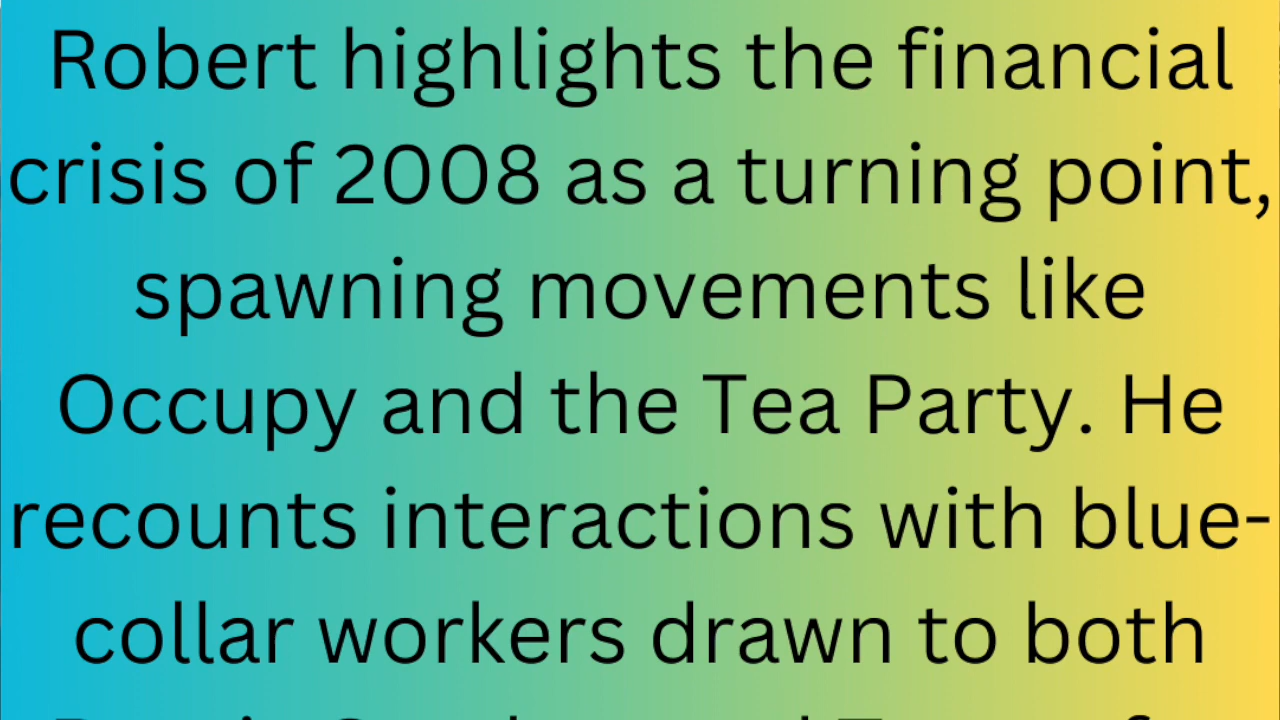 Robert highlights the financial
crisis of 2008 as a turning point,
spawning movements like
Occupy and the Tea Party. He
recounts interactions with blue-
collar workers drawn to both